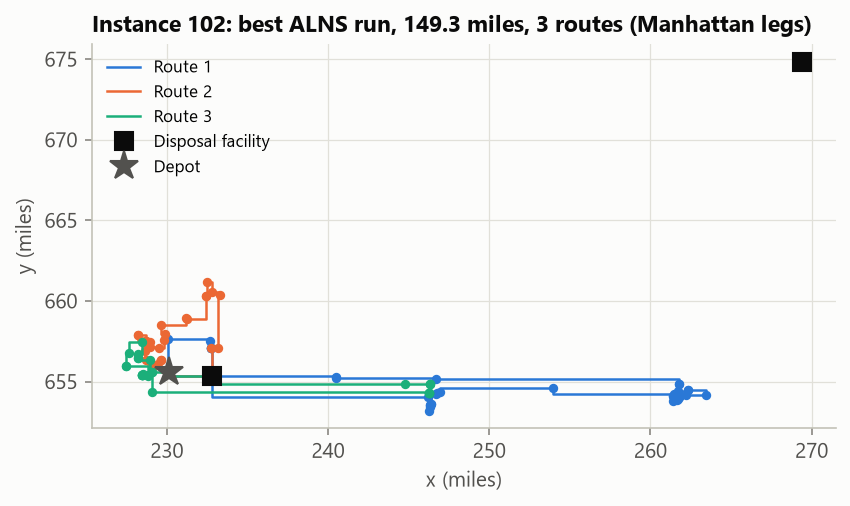 Instance 102: best ALNS run, 149.3 miles, 3 routes (Manhattan legs)
Route 1
Route 2
Route 3
Disposal facility
Depot
675
670
665
660
655
y (miles)
230
240
250
260
270
x (miles)